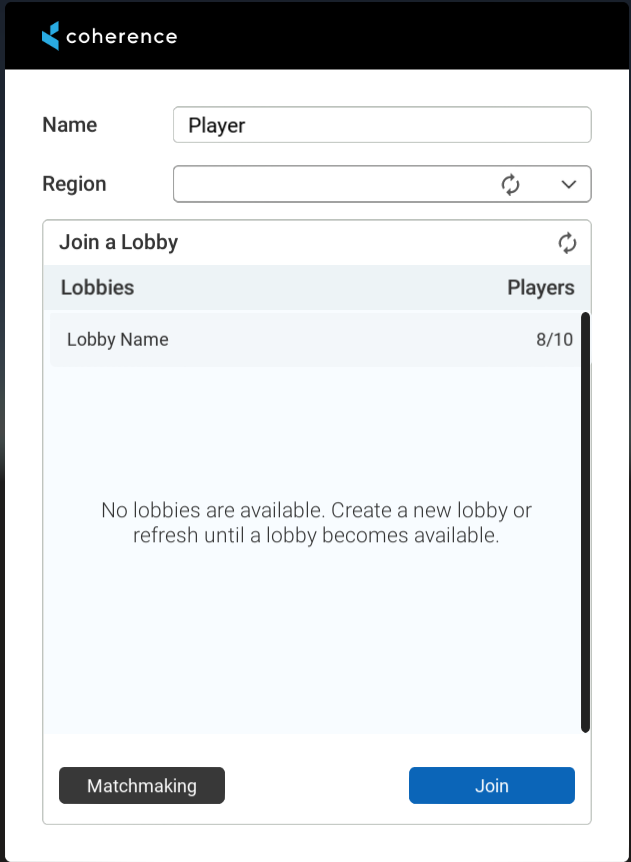 coherence
Name
Player
Region
Join a Lobby
Lobbies Players
Lobby Name 8/10
No lobbies are available. Create a new lobby or
refresh until a lobby becomes available.
Matchmaking Join